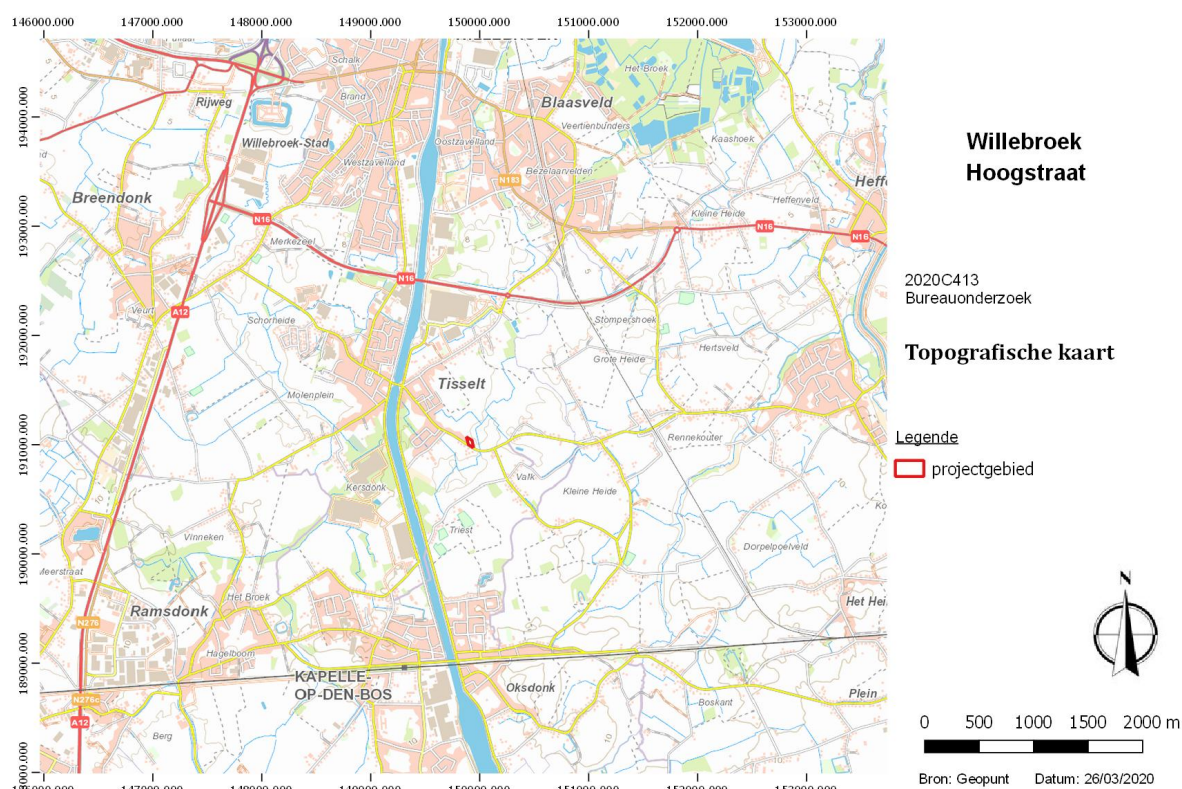 146000.000 147000.000 148000.000 149000.000 150000.000 151000.000 152000.000 153000.000
Schalk
Het Broek
Brand
Rijweg
Blaasveld
194000.000
Veertienbunders
Kaashoek
Willebroek-Stad
Oostzavelland
Westzavelland
Bezelaarvelden
N183
Breendonk
Heffenveld
Kleine Heide
N16
N16
193000.000
N16
Merkezeel
N16
A12
Veurt
Schorheide
Stompershoek
192000.000
Hertsveld
Grote Heide
Tisselt
Molenplein
Rennekouter
191000.000
Valk
Kersdonk
Kleine Heide
Triest
Vinneken
Dorpelpoelveld
190000.000
Meerstraat
Het Broek
Ramsdonk
N276
Hagelboom
189000.000
KAPELLE-
OP-DEN-BOS
Oksdonk
Plein
N276c
Boskant
A12
Berg
Willebroek
Hoogstraat
2020C413
Bureauonderzoek
Topografische kaart
Legende
projectgebied
N
0 500 1000 1500 2000 m
Bron: Geopunt Datum: 26/03/2020